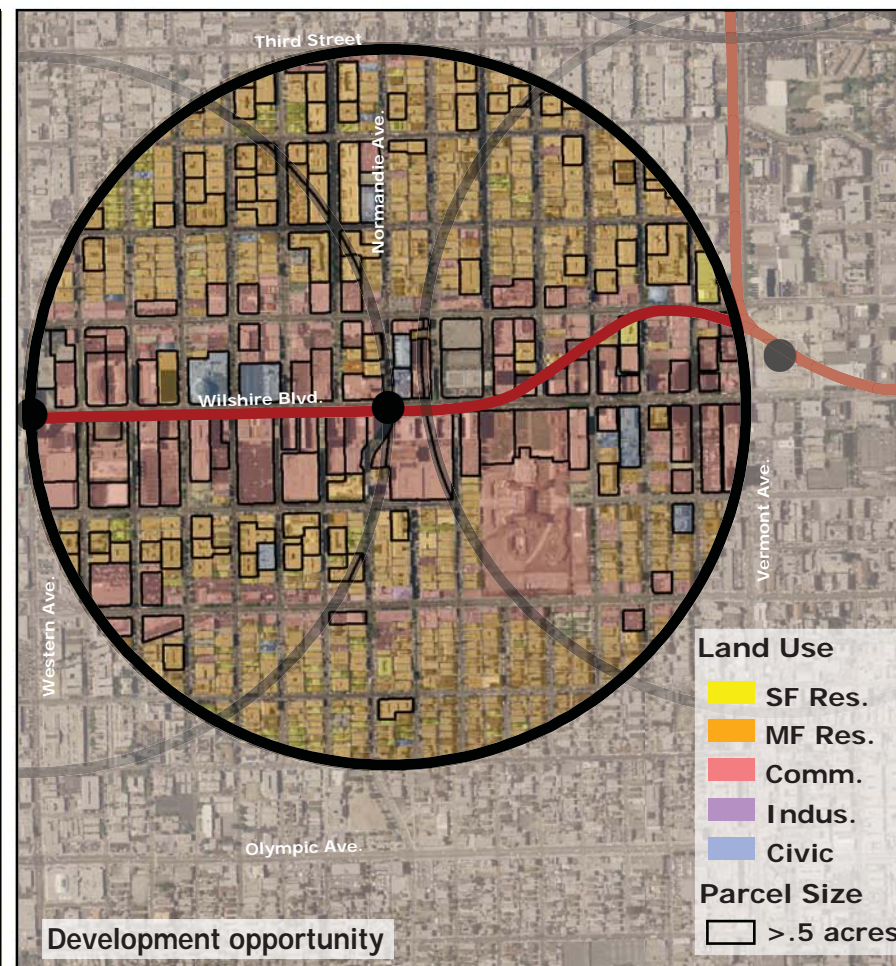 Third Street
Normandie Ave.
Wilshire Blvd.
Vermont Ave.
Western Ave.
Olympic Ave.
Development opportunity
Land Use
SF Res.
MF Res.
Comm.
Indus.
Civic
Parcel Size
>.5 acres